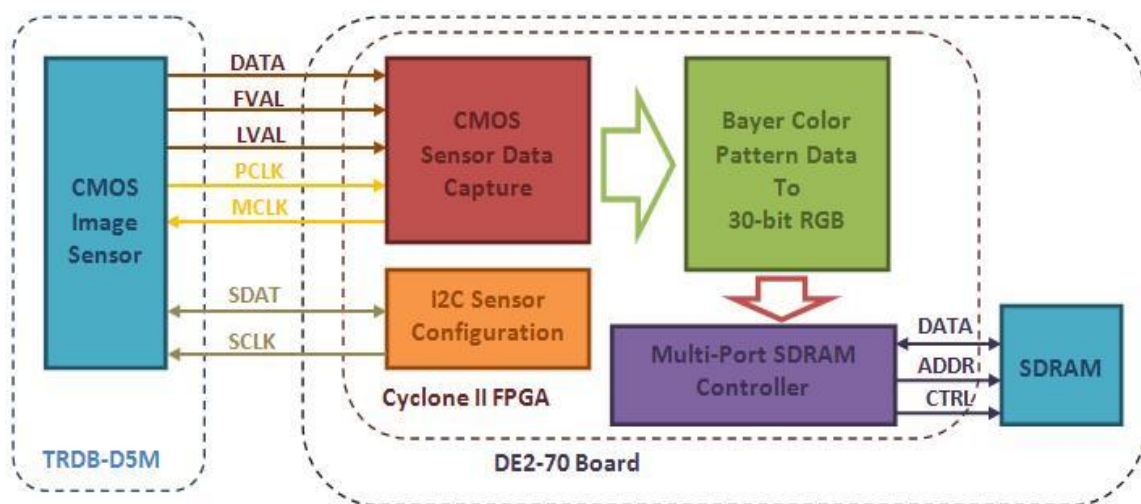 DATA
FVAL
LVAL
PCLK
MCLK
SDAT
SCLK
CMOS
Image
Sensor
TRDB-D5M
CMOS
Sensor Data
Capture
I2C Sensor
Configuration
Cyclone II FPGA
Bayer Color
Pattern Data
To
30-bit RGB
Multi-Port SDRAM
Controller
DATA
ADDR
CTRL
SDRAM
DE2-70 Board